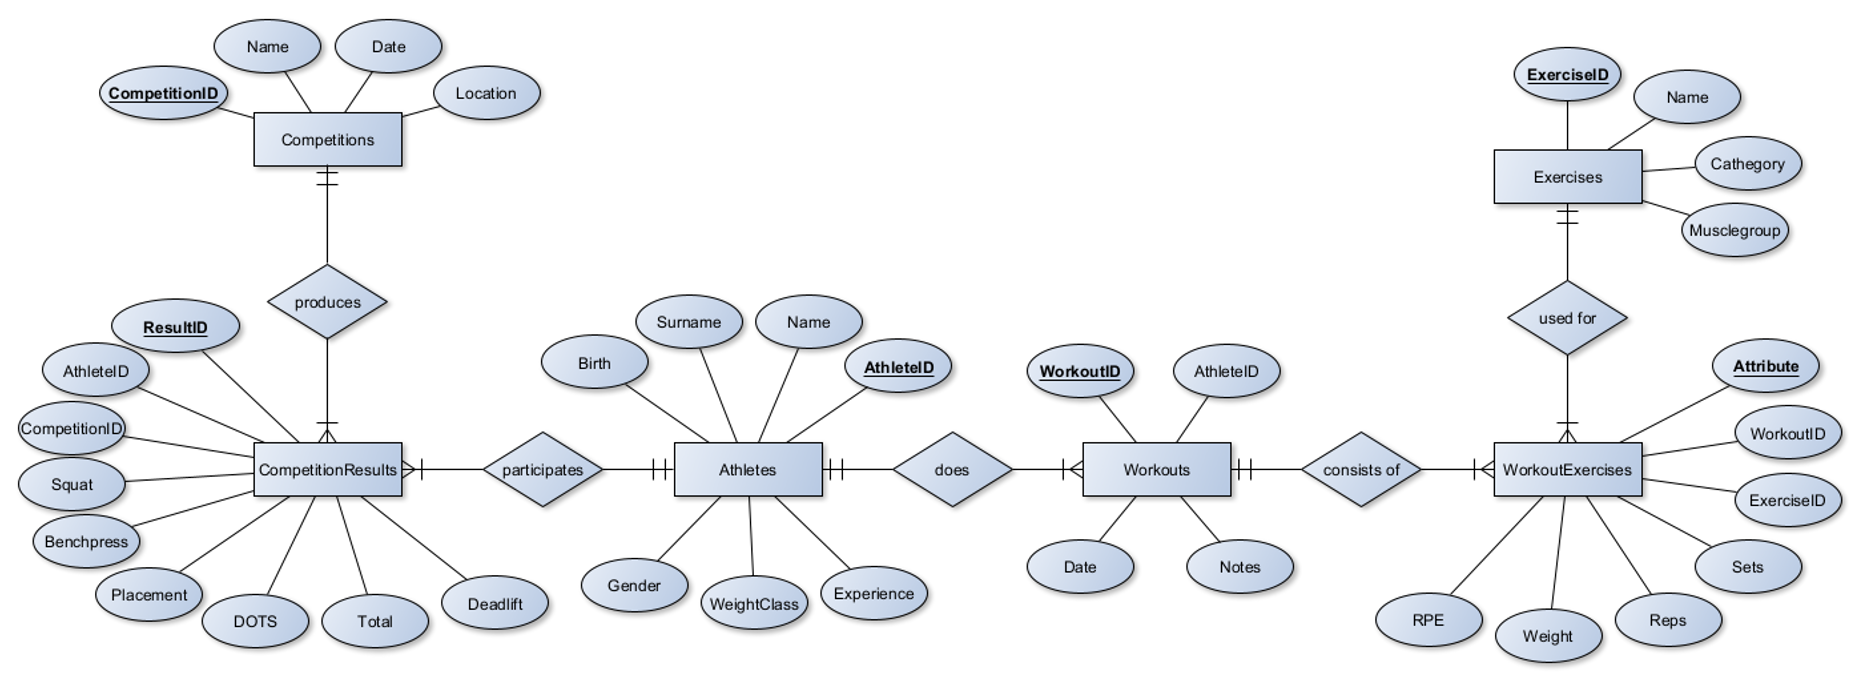 Name
Date
CompetitionID
Location
Competitions
produces
ResultID
AthleteID
CompetitionID
Squat
Benchpress
Placement
DOTS
Total
Deadlift
CompetitionResults
participates
Birth
Surname
Name
AthleteID
Athletes
Gender
WeightClass
Experience
does
WorkoutID
AthleteID
Workouts
Date
Notes
consists of
ExerciseID
Name
Cathegory
Musclegroup
Exercises
used for
Attribute
WorkoutID
ExerciseID
WorkoutExercises
Sets
Reps
Weight
RPE